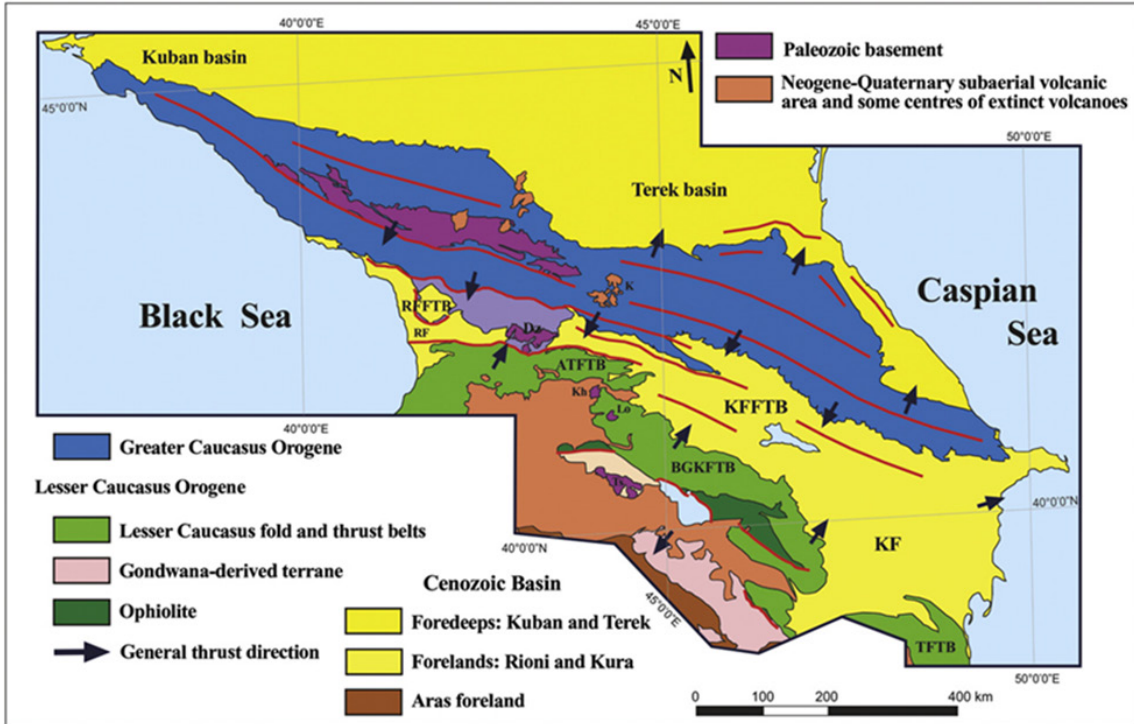 40°0'0"E
45°0'0"E
Kuban basin
Paleozoic basement
N
Neogene-Quaternary subaerial volcanic
area and some centres of extinct volcanoes
45°0'0"N
50°0'0"E
Terek basin
Caspian
Sea
Black Sea
K
RFFTB
RF
Dz
ATFTB
Kh
Lo
KFFTB
BGKFTB
40°0'0"E
Greater Caucasus Orogene
Lesser Caucasus Orogene
Lesser Caucasus fold and thrust belts
Gondwana-derived terrane
Ophiolite
General thrust direction
40°0'0"N
40°0'0"N
KF
45°0'0"E
Cenozoic Basin
Foredeeps: Kuban and Terek
Forelands: Rioni and Kura
Aras foreland
TFTB
50°0'0"E
0 100 200 400 km